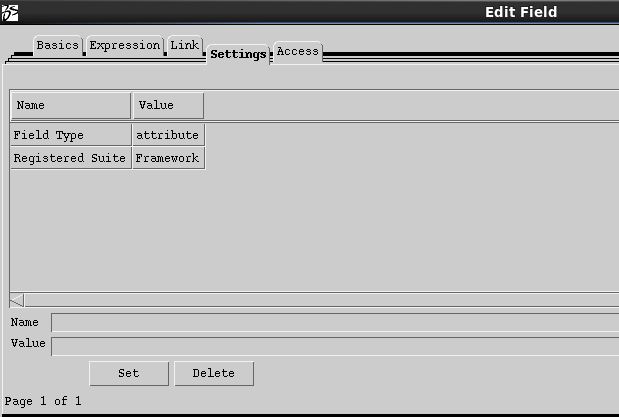 Edit Field
Basics Expression Link Settings Access
Name Value
Field Type attribute
Registered Suite Framework
Name
Value
Set Delete
Page 1 of 1